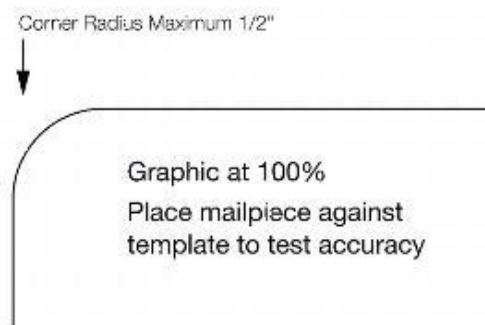 Corner Radius Maximum 1/2"
Graphic at 100%
Place mailpiece against
template to test accuracy